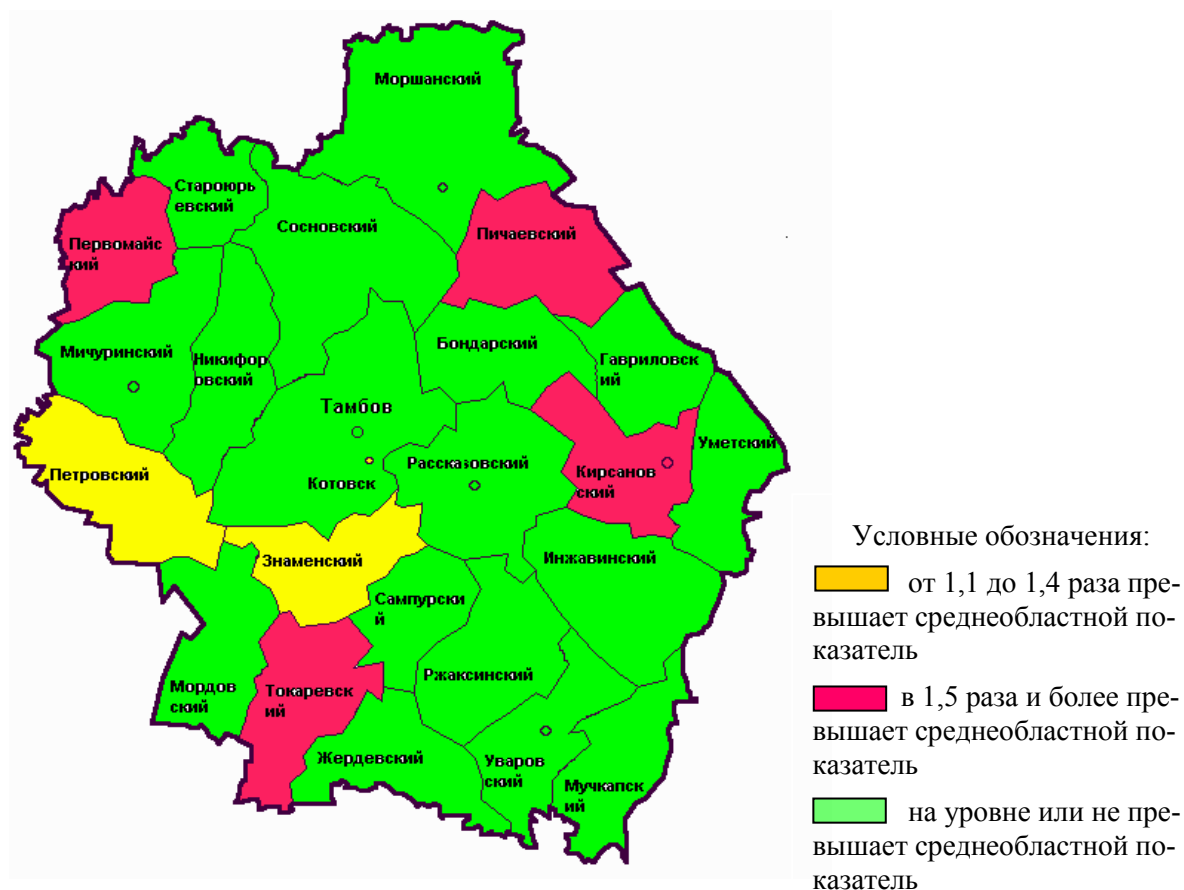 Моршанский
Староюрь
евский
Сосновский
Первомайс
кий
Пичаевский
Мичуринский
Никифор
ровский
Бондарский
Гавриловск
ий
Тамбов
Уметский
Петровский
Котовск
Рассказовский
Кирсанов
ский
Знаменский
Инжавинский
Сампурски
й
Мордов
ский
Токаревск
ий
Ржаксинский
Жердевский
Уваров
ский
Мучкапск
ий
Условные обозначения:
от 1,1 до 1,4 раза пре-
вышает среднеобластной по-
казатель
в 1,5 раза и более пре-
вышает среднеобластной по-
казатель
на уровне или не пре-
вышает среднеобластной по-
казатель